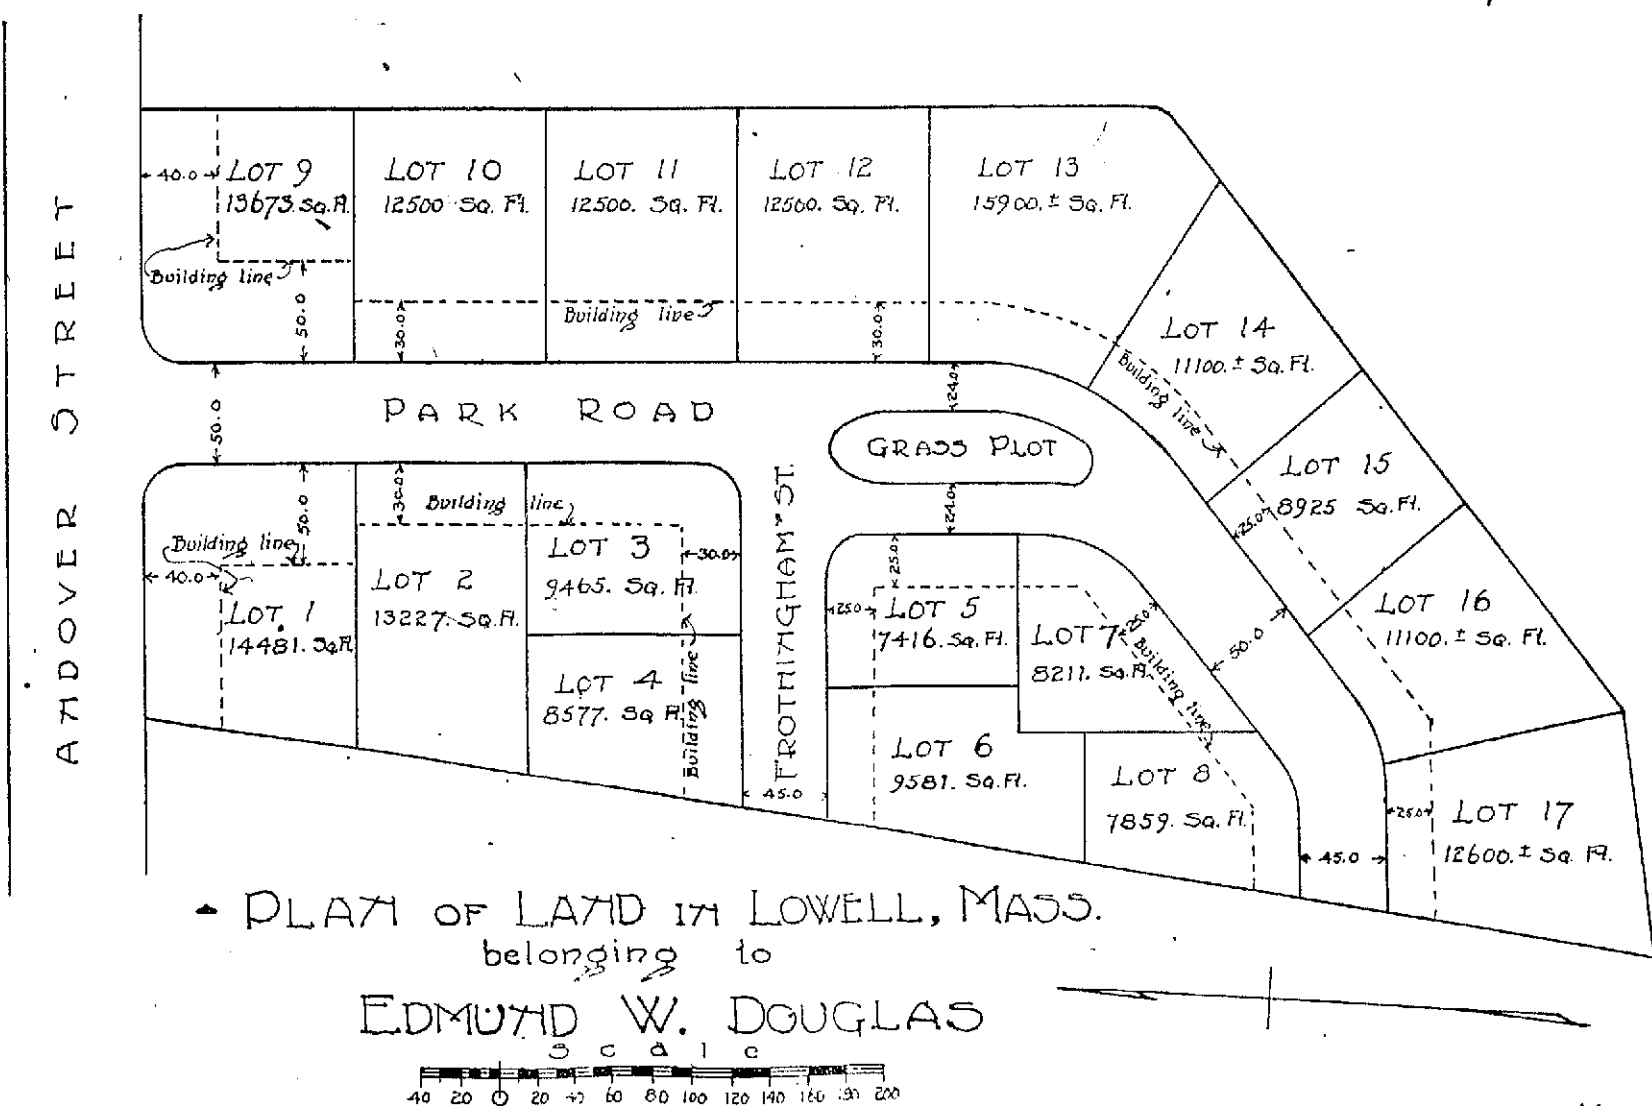 ANDOVER STREET
40.0
LOT 9
13673. Sq. Ft.
Building line
50.0
LOT 10
12500 Sq. Ft.
30.0
LOT 11
12500. Sq. Ft.
Building line
LOT 12
12500. Sq. Ft.
30.0
LOT 13
15900. ± Sq. Ft.
LOT 14
11100. ± Sq. Ft.
Building line
LOT 15
8925 Sq. Ft.
25.0
LOT 16
11100. ± Sq. Ft.
LOT 17
12600. ± Sq. Ft.
25.0
50.0
PARK ROAD
24.0
GRASS PLOT
24.0
50.0
Building line
40.0
LOT 1
14481. Sq. Ft.
30.0
Building line
LOT 2
13227. Sq. Ft.
LOT 3
9465. Sq. Ft.
30.0
LOT 4
8577. Sq Ft.
Building line
FROTHINGHAM ST.
45.0
25.0
25.0
LOT 5
7416. Sq. Ft.
LOT 6
9581. Sq. Ft.
LOT 7
8211. Sq. Ft.
25.0
Building line
50.0
LOT 8
7859. Sq. Ft.
45.0
PLAN OF LAND IN LOWELL, MASS.
belonging to
EDMUND W. DOUGLAS
Scale
40 20 0 20 40 60 80 100 120 140 160 180 200